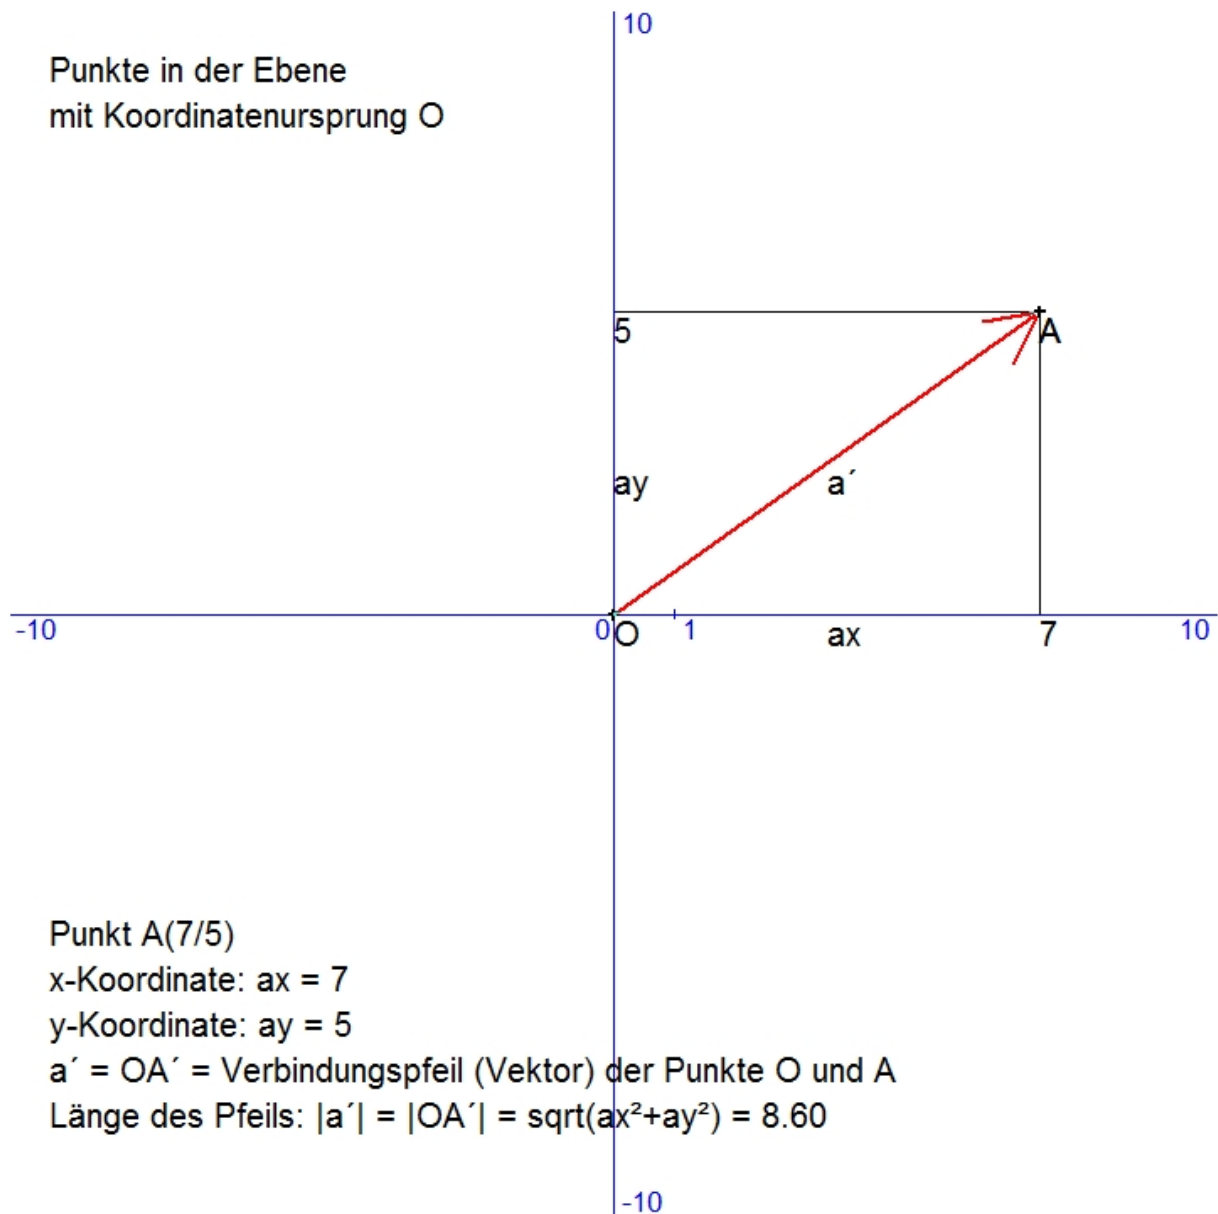 10
Punkte in der Ebene
mit Koordinatenursprung O
5
A
ay
a´
-10
0
O
1
ax
7
10
Punkt A(7/5)
x-Koordinate: ax = 7
y-Koordinate: ay = 5
a´ = OA´ = Verbindungspfeil (Vektor) der Punkte O und A
Länge des Pfeils: |a´| = |OA´| = sqrt(ax²+ay²) = 8.60
-10